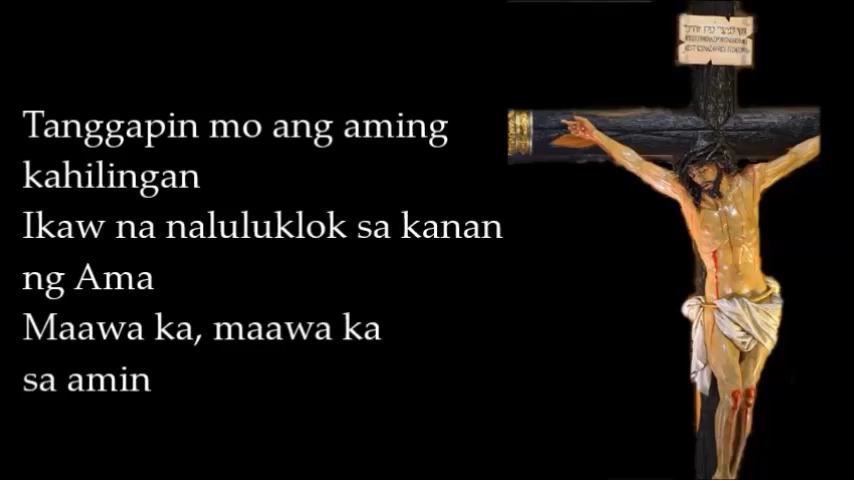 Tanggapin mo ang aming
kahilingan
Ikaw na naluluklok sa kanan
ng Ama
Maawa ka, maawa ka
sa amin